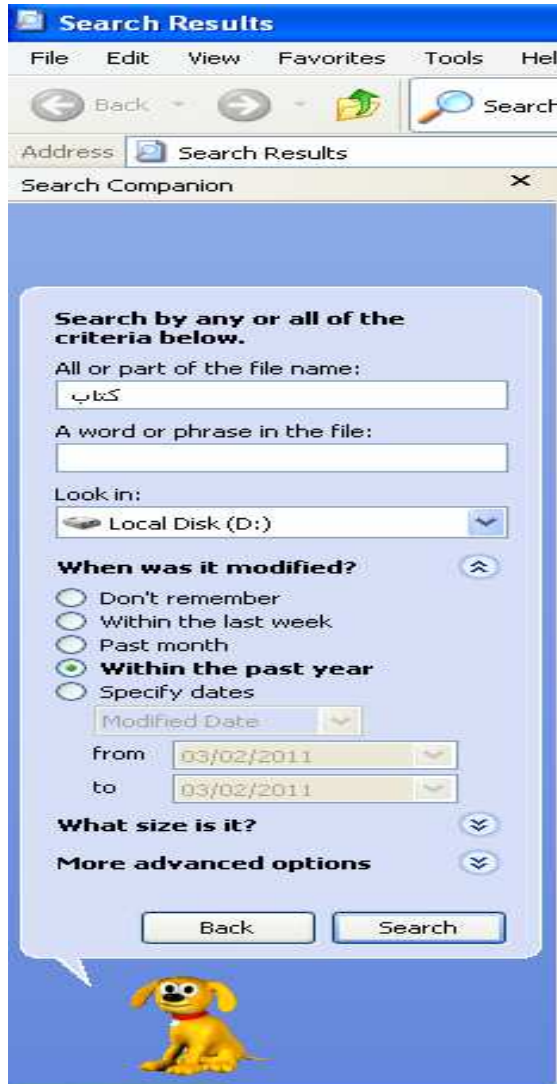 Search Results
File Edit View Favorites Tools Hel
Back Search
Address Search Results
Search Companion
Search by any or all of the
criteria below.
All or part of the file name:
كتاب
A word or phrase in the file:
Look in:
Local Disk (D:)
When was it modified?
Don't remember
Within the last week
Past month
Within the past year
Specify dates
Modified Date
from 03/02/2011
to 03/02/2011
What size is it?
More advanced options
Back Search